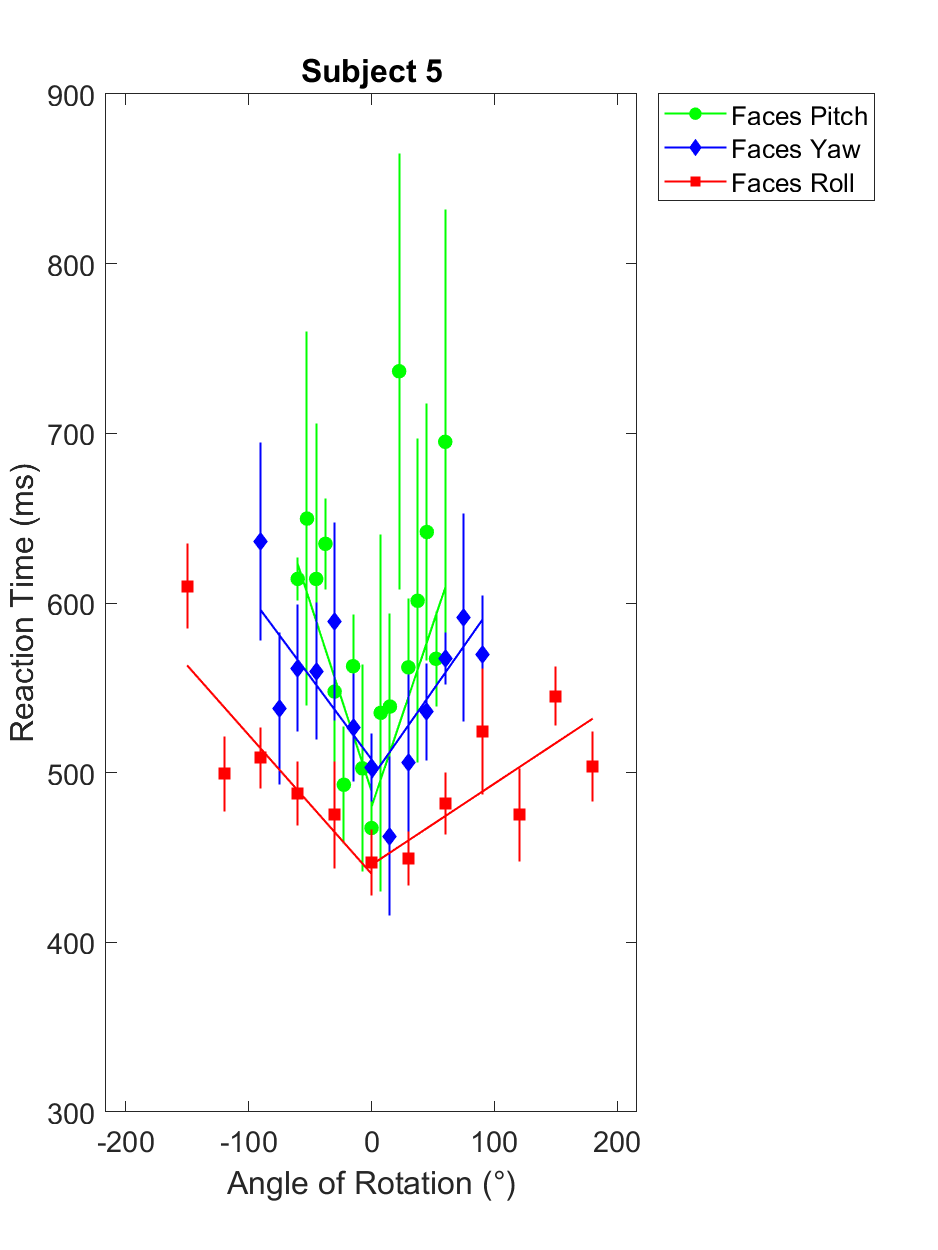 Subject 5
900
800
700
600
500
400
300
-200 -100 0 100 200
Reaction Time (ms)
Angle of Rotation (°)
Faces Pitch
Faces Yaw
Faces Roll